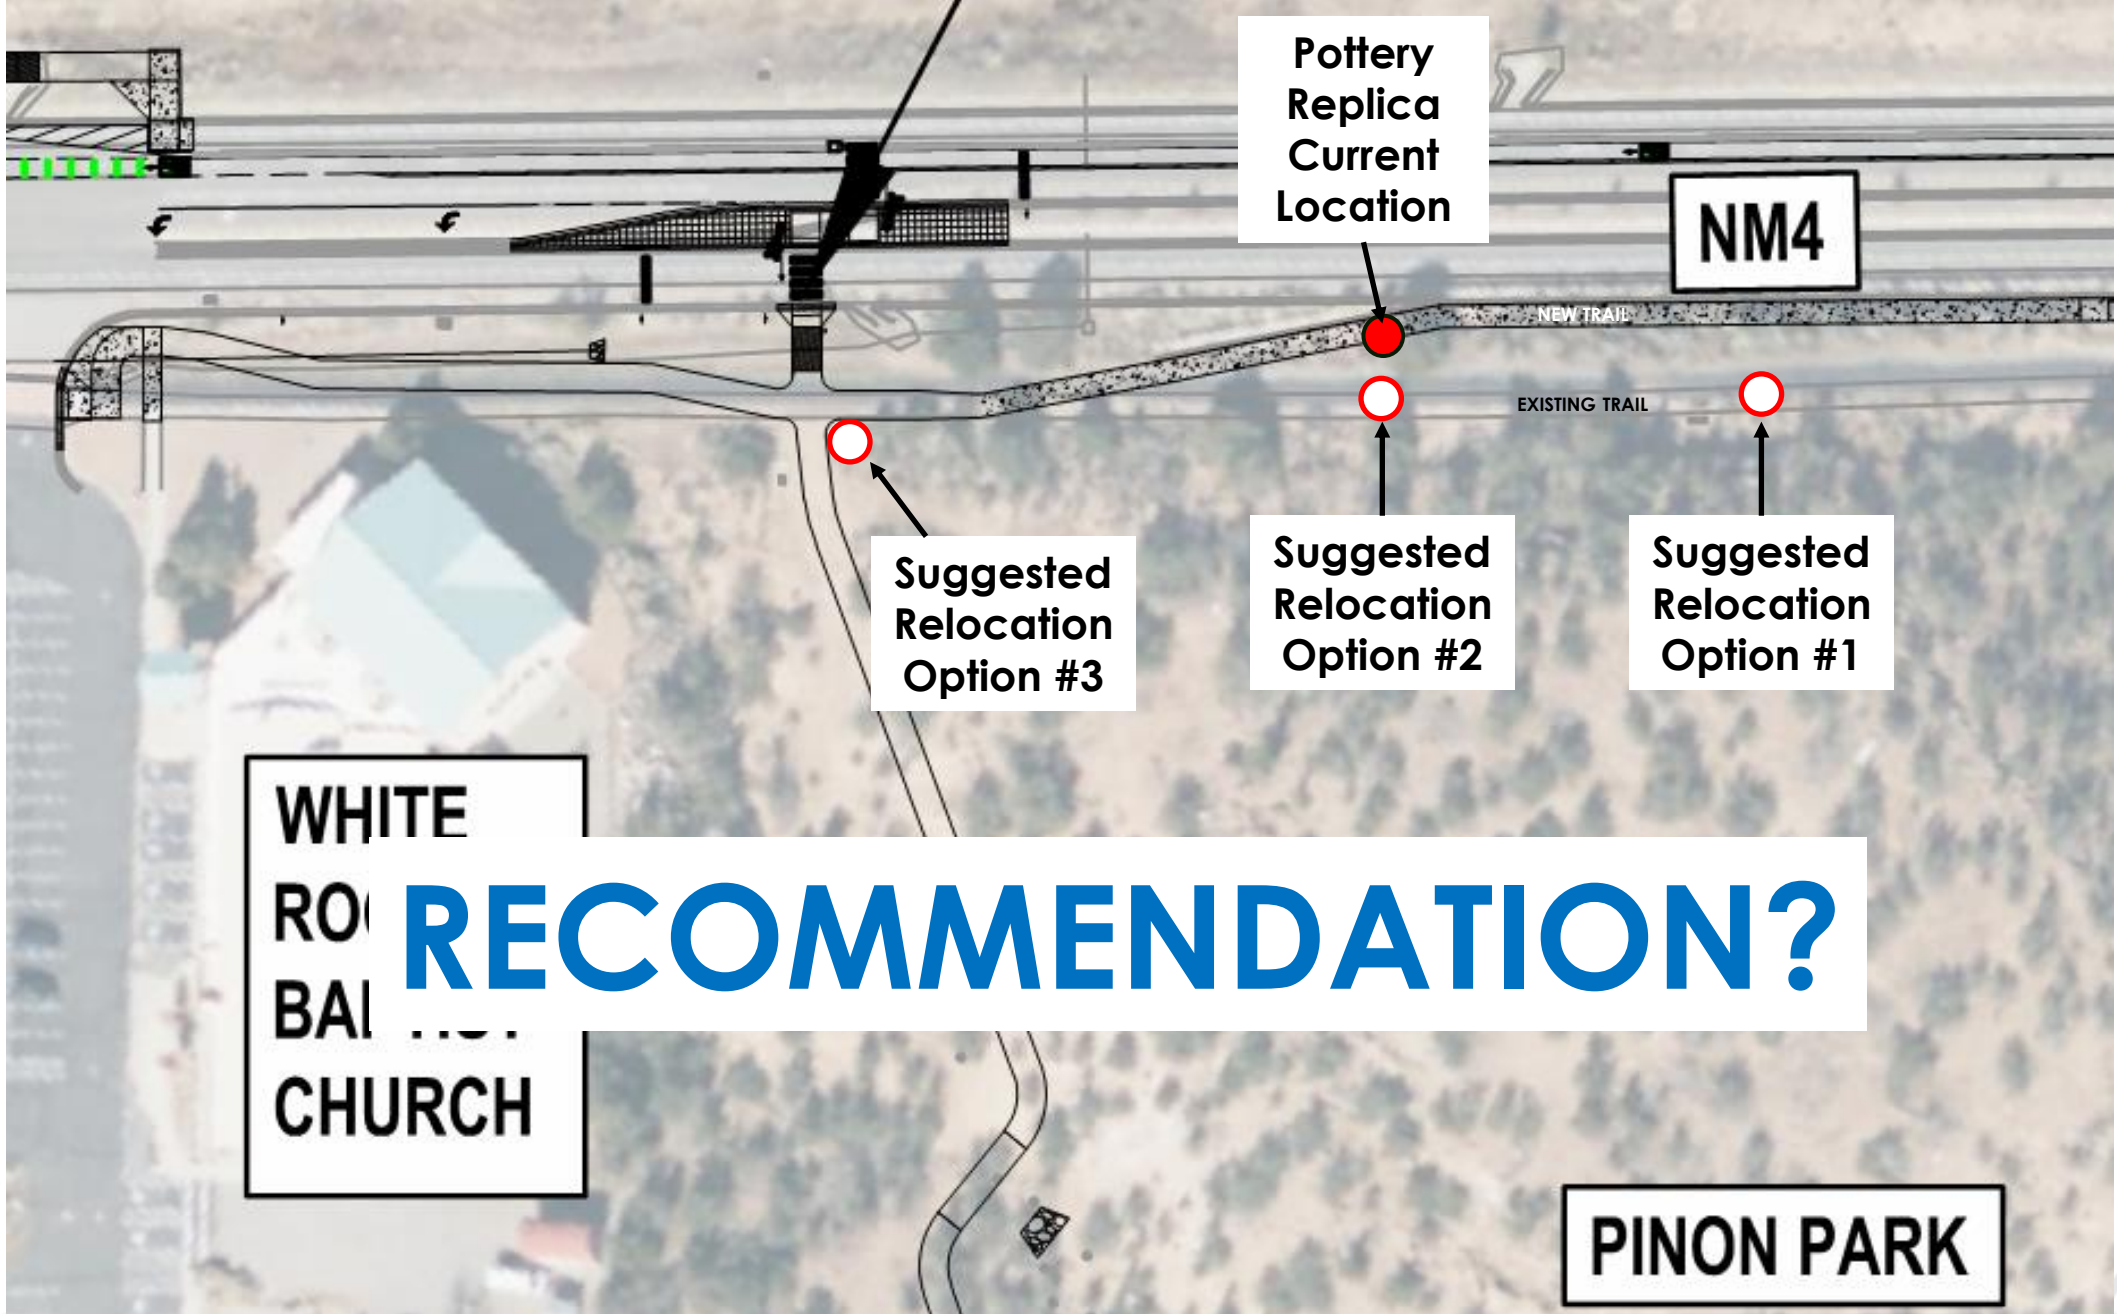 Pottery
Replica
Current
Location
NM4
NEW TRAIL
EXISTING TRAIL
Suggested
Relocation
Option #3
Suggested
Relocation
Option #2
Suggested
Relocation
Option #1
WHITE
CHURCH
RECOMMENDATION?
PINON PARK